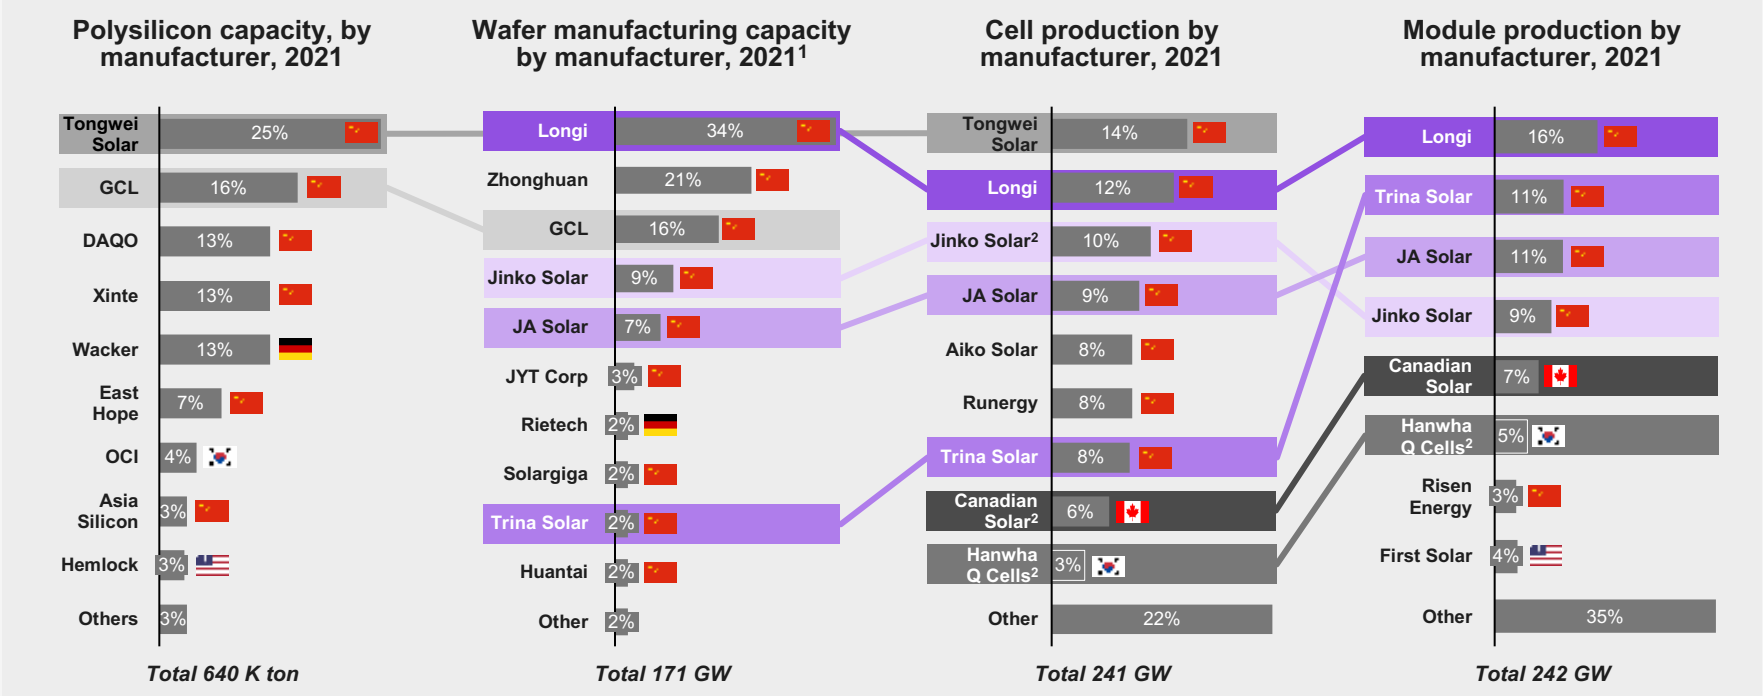 Polysilicon capacity, by
manufacturer, 2021
Tongwei
Solar
25%
GCL
16%
DAQO
13%
Xinte
13%
Wacker
13%
East
Hope
7%
OCI
4%
Asia
Silicon
3%
Hemlock
3%
Others
3%
Total 640 K ton
Wafer manufacturing capacity
by manufacturer, 2021¹
Longi
34%
Zhonghuan
21%
GCL
16%
Jinko Solar
9%
JA Solar
7%
JYT Corp
3%
Rietech
2%
Solargiga
2%
Trina Solar
2%
Huantai
2%
Other
2%
Total 171 GW
Cell production by
manufacturer, 2021
Tongwei
Solar
14%
Longi
12%
Jinko Solar²
10%
JA Solar
9%
Aiko Solar
8%
Runergy
8%
Trina Solar
8%
Canadian
Solar²
6%
Hanwha
Q Cells²
3%
Other
22%
Total 241 GW
Module production by
manufacturer, 2021
Longi
16%
Trina Solar
11%
JA Solar
11%
Jinko Solar
9%
Canadian
Solar
7%
Hanwha
Q Cells²
5%
Risen
Energy
3%
First Solar
4%
Other
35%
Total 242 GW